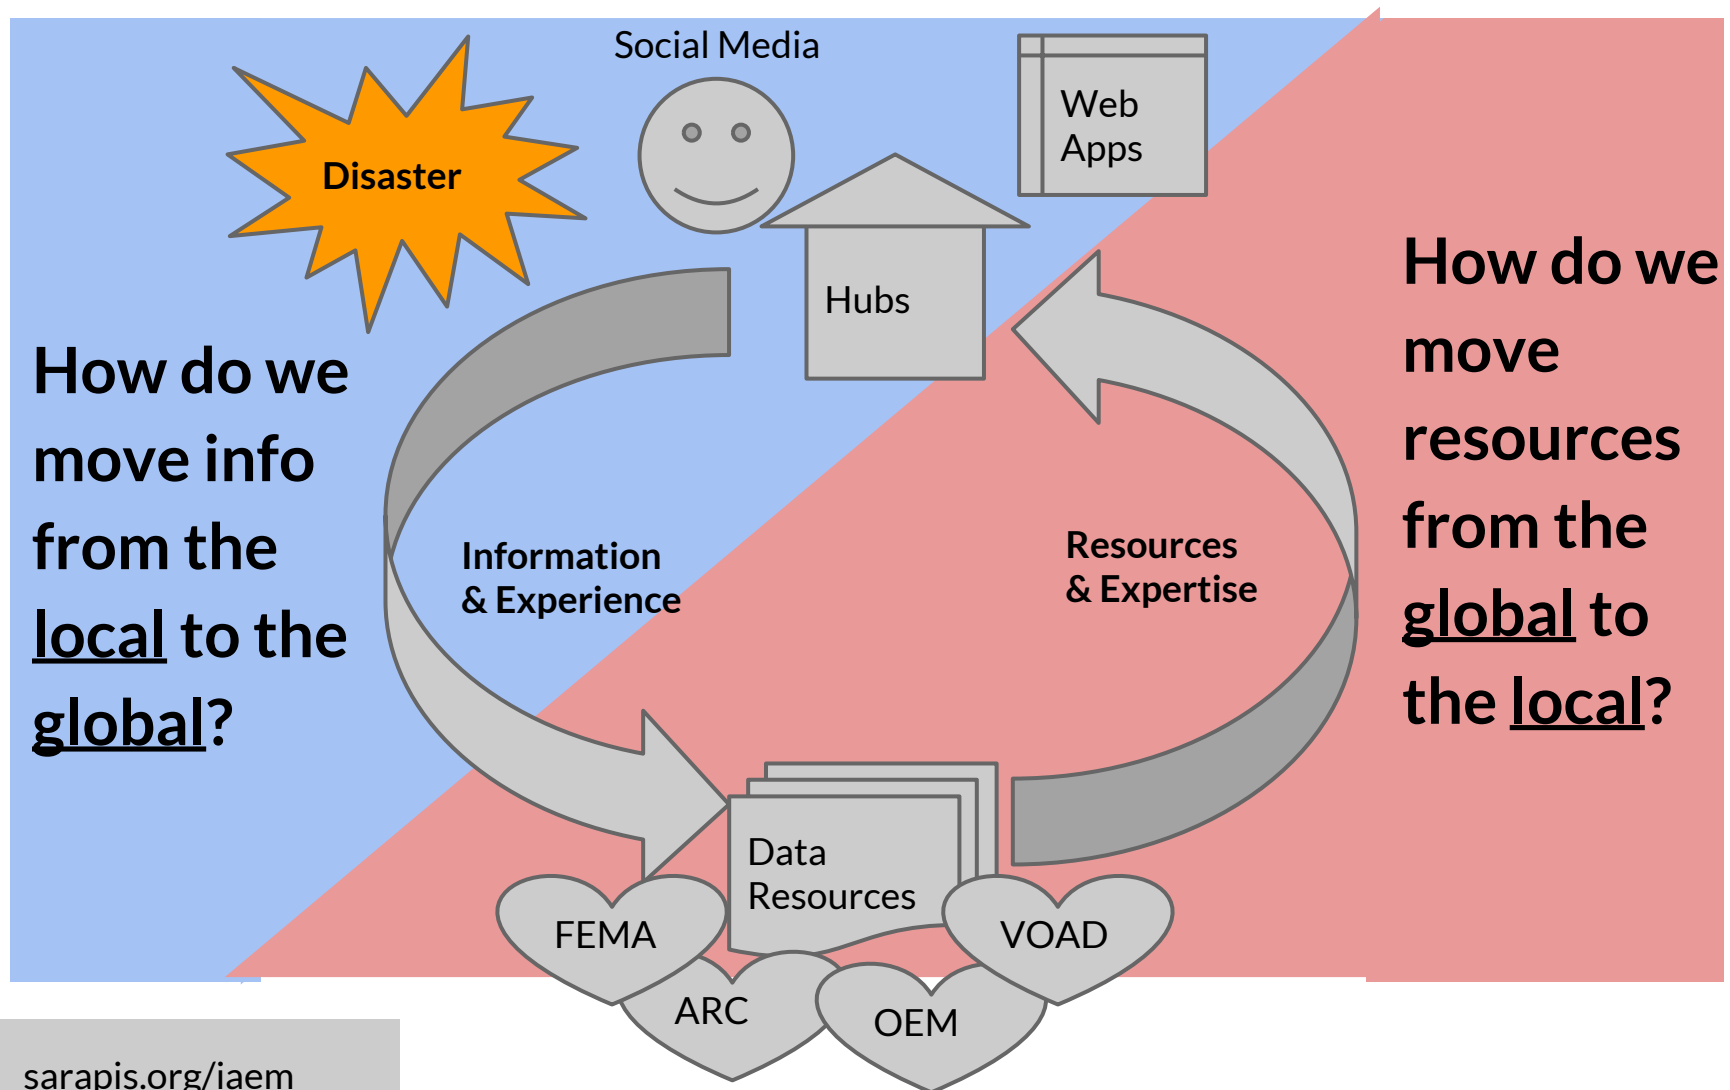 Social Media
Web
Apps
Disaster
Hubs
How do we
move info
from the
local to the
global?
Information
& Experience
Resources
& Expertise
How do we
move
resources
from the
global to
the local?
Data
Resources
FEMA
VOAD
ARC
OEM
sarapis.org/iaem